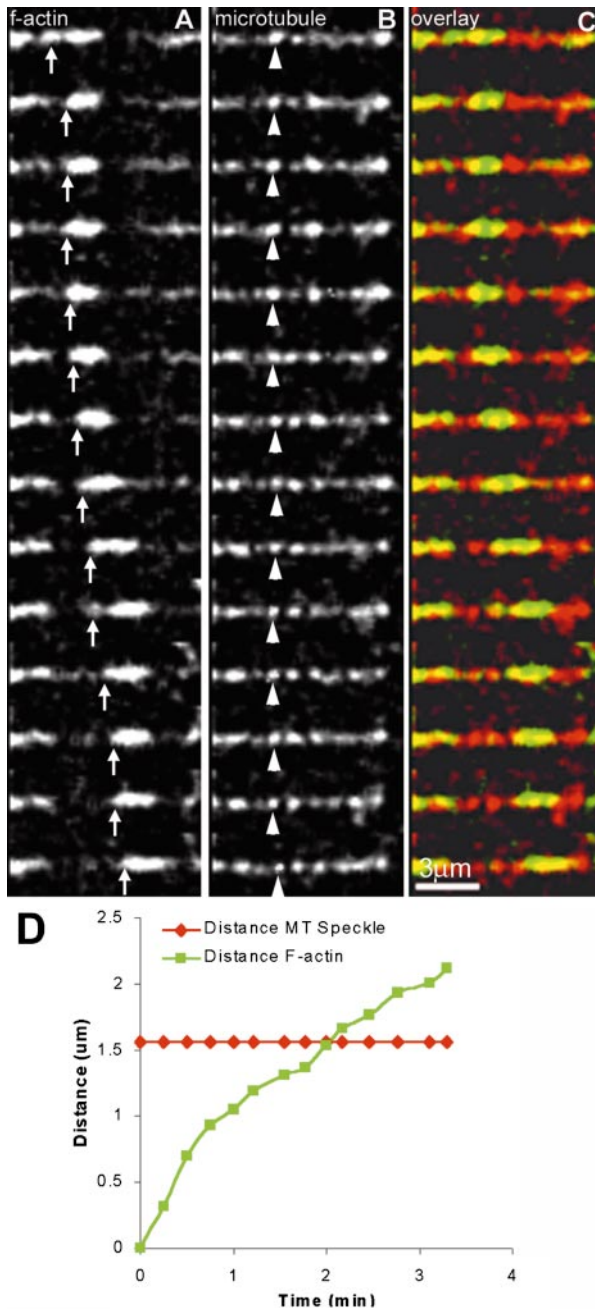 f-actin A
microtubule B
overlay C
3μm
D
Distance MT Speckle
Distance F-actin
2.5
2
1.5
1
0.5
0
Distance (um)
0 1 2 3 4
Time (min)